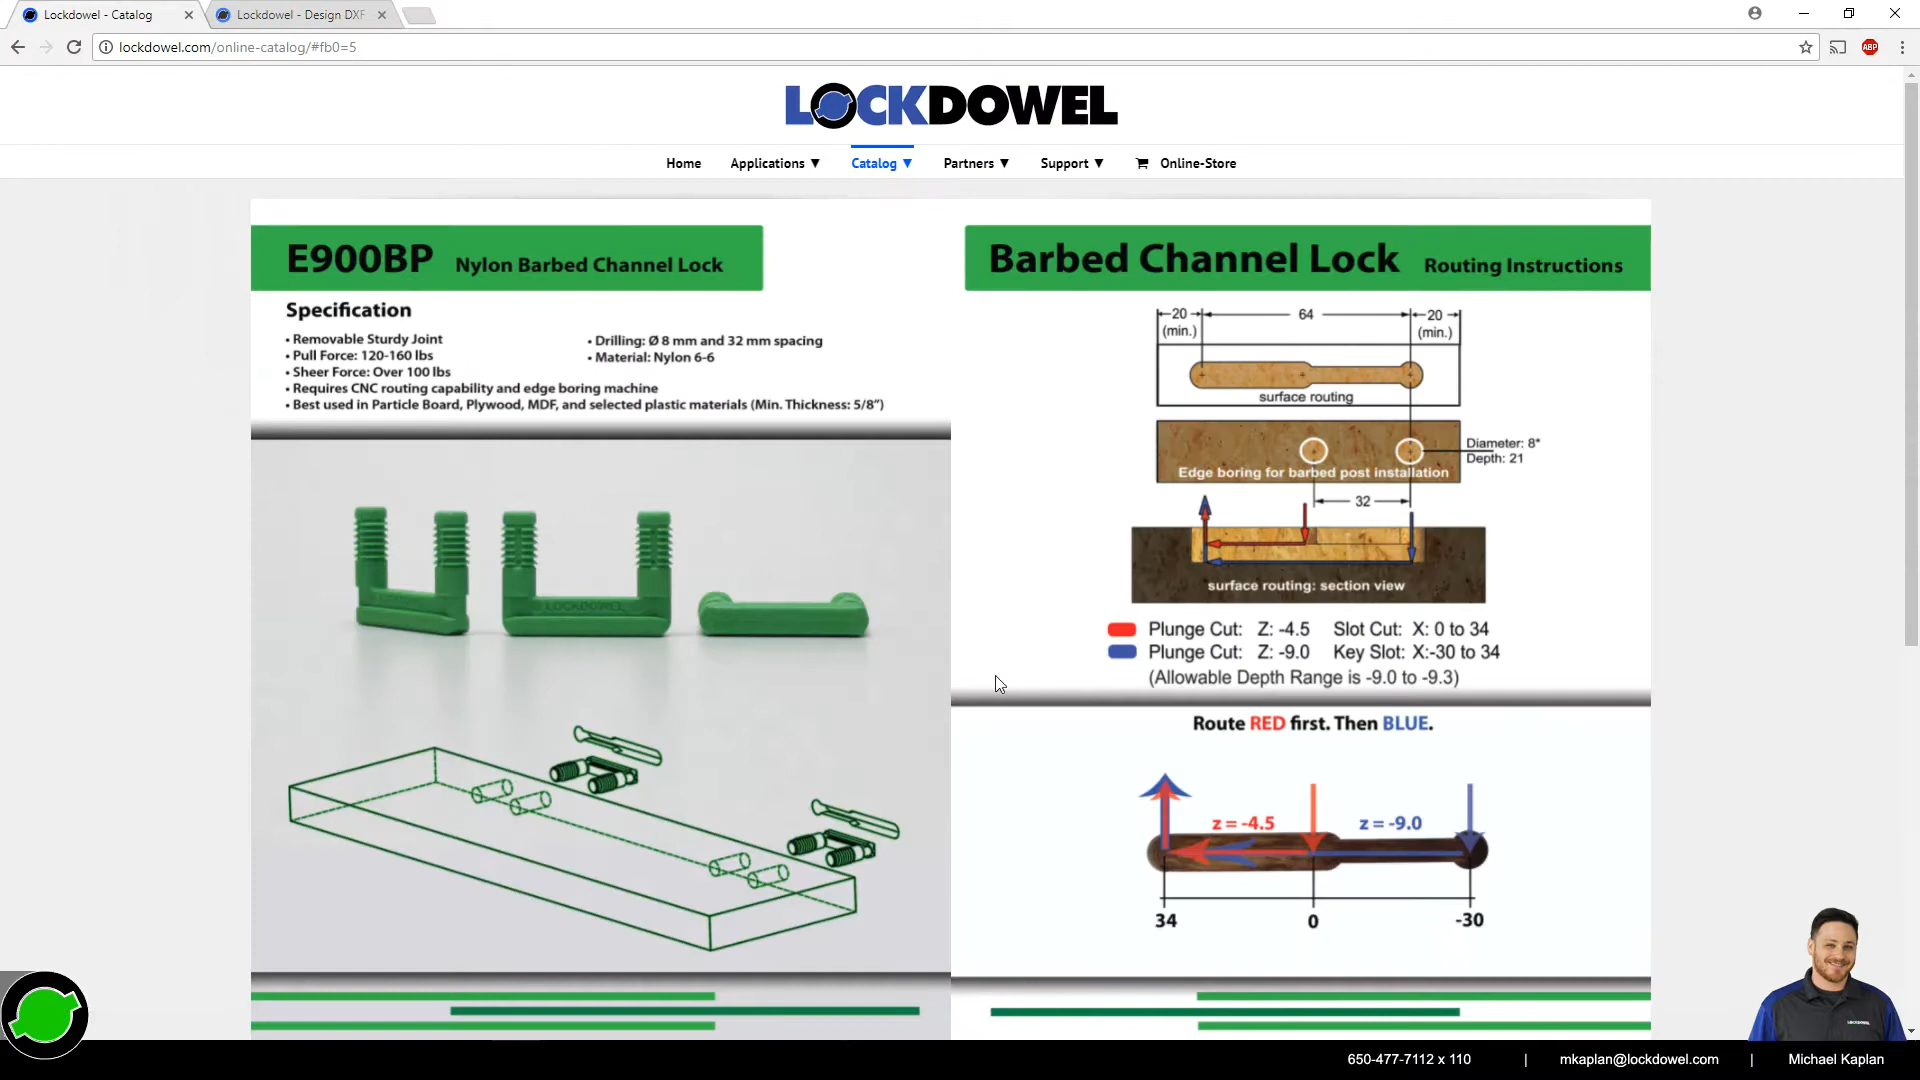 Lockdowel - Catalog
Lockdowel - Design DXF
lockdowel.com/online-catalog/#fb0=5
ABP
LOCKDOWEL
Home
Applications ▼
Catalog ▼
Partners ▼
Support ▼
Online-Store
E900BP Nylon Barbed Channel Lock
Specification
• Removable Sturdy Joint
• Pull Force: 120-160 lbs
• Sheer Force: Over 100 lbs
• Requires CNC routing capability and edge boring machine
• Best used in Particle Board, Plywood, MDF, and selected plastic materials (Min. Thickness: 5/8")
• Drilling: Ø 8 mm and 32 mm spacing
• Material: Nylon 6-6
LOCKDOWEL
Barbed Channel Lock Routing Instructions
20 64 20
(min.) (min.)
surface routing
Diameter: 8*
Depth: 21
Edge boring for barbed post installation
32
surface routing: section view
Plunge Cut: Z: -4.5 Slot Cut: X: 0 to 34
Plunge Cut: Z: -9.0 Key Slot: X:-30 to 34
(Allowable Depth Range is -9.0 to -9.3)
Route RED first. Then BLUE.
z = -4.5 z = -9.0
34 0 -30
650-477-7112 x 110 | mkaplan@lockdowel.com | Michael Kaplan